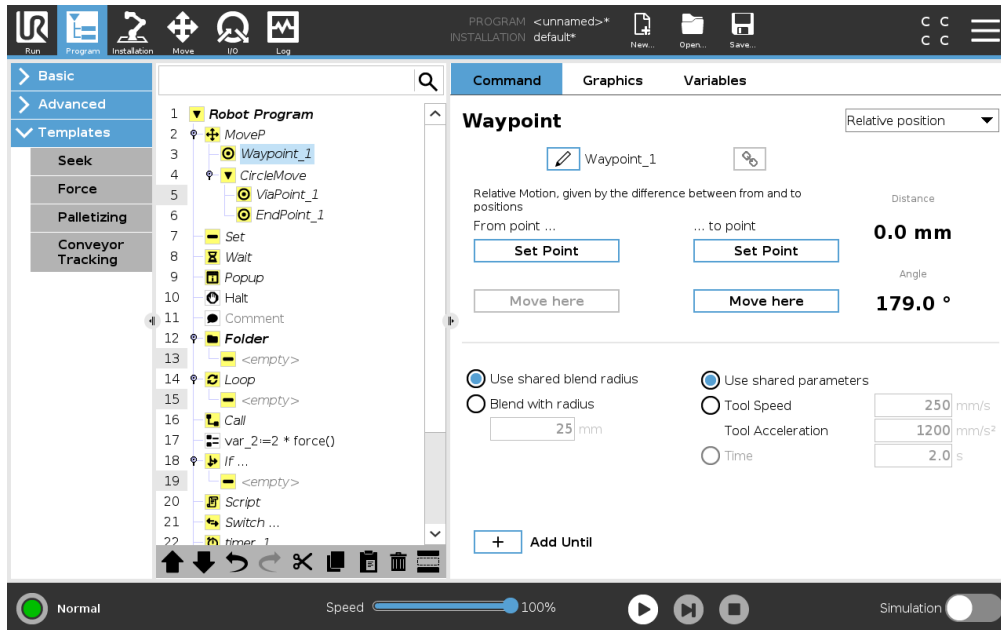 PROGRAM <unnamed>*
INSTALLATION default*
C C
C C
Run
Program
Installation
Move
I/O
Log
New...
Open...
Save...
Basic
Advanced
Templates
Seek
Force
Palletizing
Conveyor
Tracking
1 Robot Program
2 MoveP
3 Waypoint_1
4 CircleMove
5 ViaPoint_1
6 EndPoint_1
7 Set
8 Wait
9 Popup
10 Halt
11 Comment
12 Folder
13 <empty>
14 Loop
15 <empty>
16 Call
17 var_2:=2 * force()
18 If ...
19 <empty>
20 Script
21 Switch ...
22 timer_1
Command Graphics Variables
Waypoint
Relative position
Waypoint_1
Relative Motion, given by the difference between from and to
positions
Distance
From point ... ... to point
0.0 mm
Set Point Set Point
Angle
Move here Move here
179.0 °
Use shared blend radius
Blend with radius
25 mm
Use shared parameters
Tool Speed 250 mm/s
Tool Acceleration 1200 mm/s²
Time 2.0 s
+ Add Until
Normal
Speed 100%
Simulation